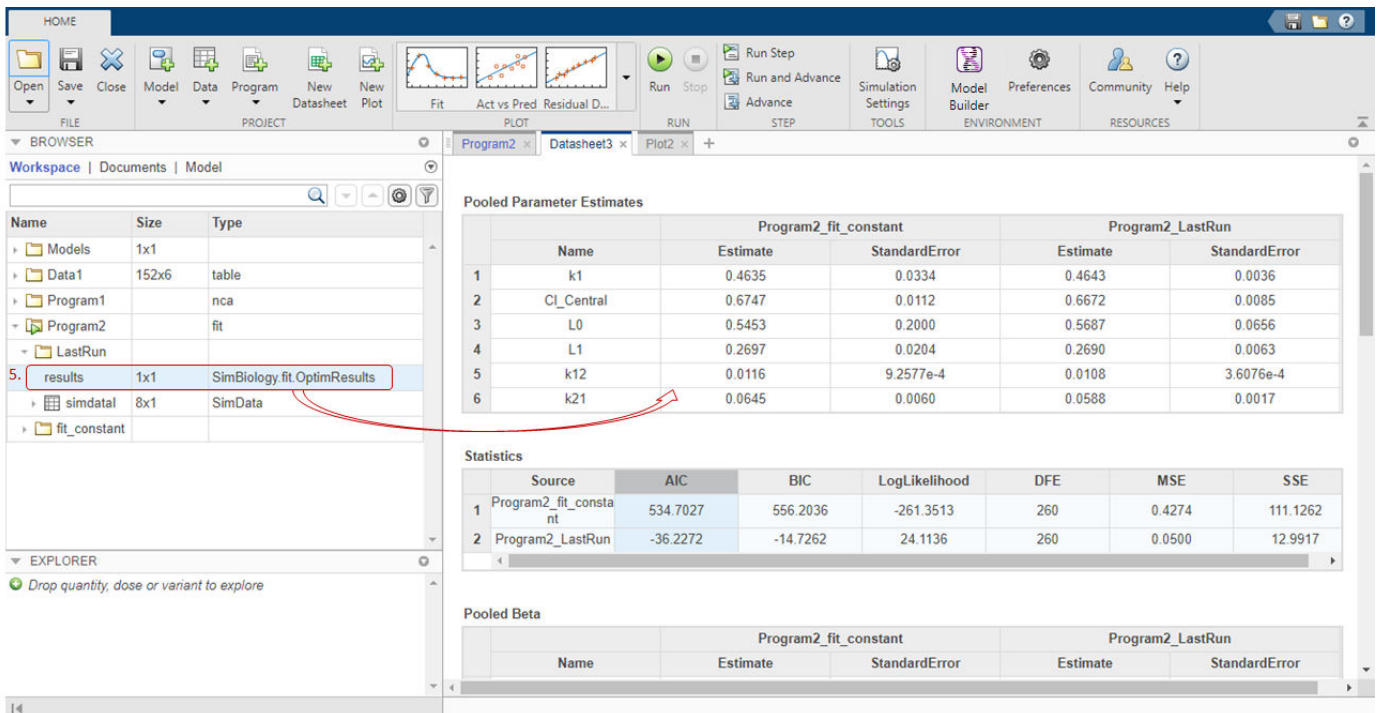 HOME
Open Save Close Model Data Program New Datasheet New Plot Fit Act vs Pred Residual D... Run Stop Run Step Run and Advance Advance Simulation Settings Model Builder Preferences Community Help
FILE PROJECT PLOT RUN STEP TOOLS ENVIRONMENT RESOURCES
BROWSER
Workspace | Documents | Model
Name Size Type
Models 1x1
Data1 152x6 table
Program1 nca
Program2 fit
LastRun
5. results 1x1 SimBiology.fit.OptimResults
simdataI 8x1 SimData
fit_constant
EXPLORER
Drop quantity, dose or variant to explore
Program2 × Datasheet3 × Plot2 × +
Pooled Parameter Estimates
Program2_fit_constant Program2_LastRun
Name Estimate StandardError Estimate StandardError
1 k1 0.4635 0.0334 0.4643 0.0036
2 Cl_Central 0.6747 0.0112 0.6672 0.0085
3 L0 0.5453 0.2000 0.5687 0.0656
4 L1 0.2697 0.0204 0.2690 0.0063
5 k12 0.0116 9.2577e-4 0.0108 3.6076e-4
6 k21 0.0645 0.0060 0.0588 0.0017
Statistics
Source AIC BIC LogLikelihood DFE MSE SSE
1 Program2_fit_consta
nt 534.7027 556.2036 -261.3513 260 0.4274 111.1262
2 Program2_LastRun -36.2272 -14.7262 24.1136 260 0.0500 12.9917
Pooled Beta
Program2_fit_constant Program2_LastRun
Name Estimate StandardError Estimate StandardError